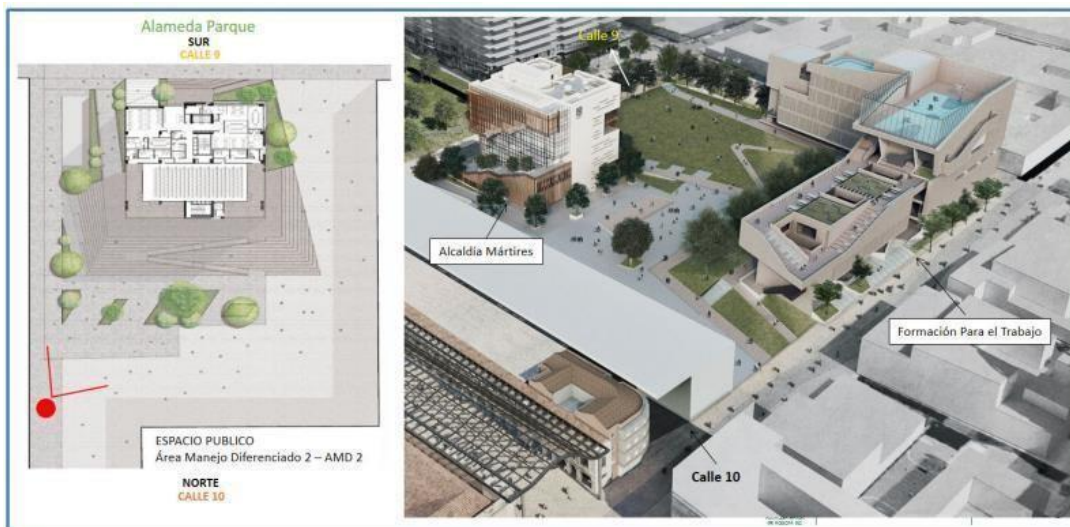 Alameda Parque
SUR
CALLE 9
ESPACIO PUBLICO
Área Manejo Diferenciado 2 – AMD 2
NORTE
CALLE 10
Calle 9
Alcaldía Mártires
Formación Para el Trabajo
Calle 10